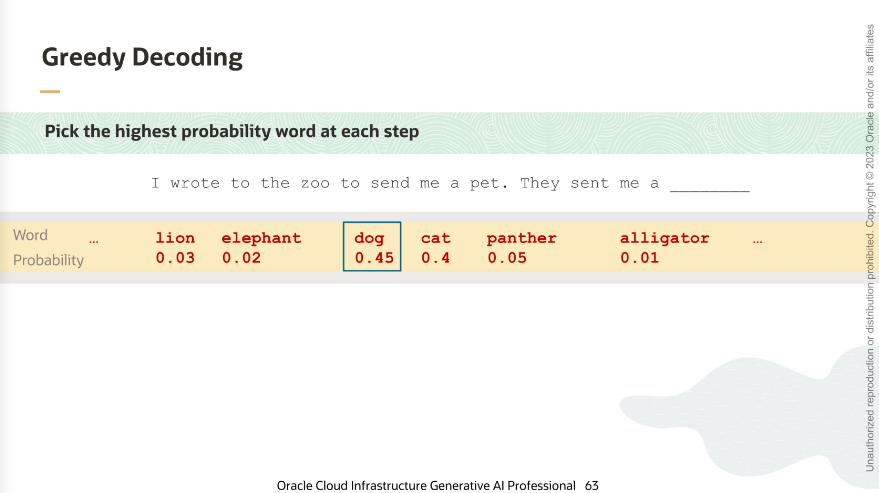 Greedy Decoding
Pick the highest probability word at each step
I wrote to the zoo to send me a pet. They sent me a ________
Word … lion elephant dog cat panther alligator …
Probability 0.03 0.02 0.45 0.4 0.05 0.01
Oracle Cloud Infrastructure Generative AI Professional 63
Unauthorized reproduction or distribution prohibited. Copyright © 2023 Oracle and/or its affiliates